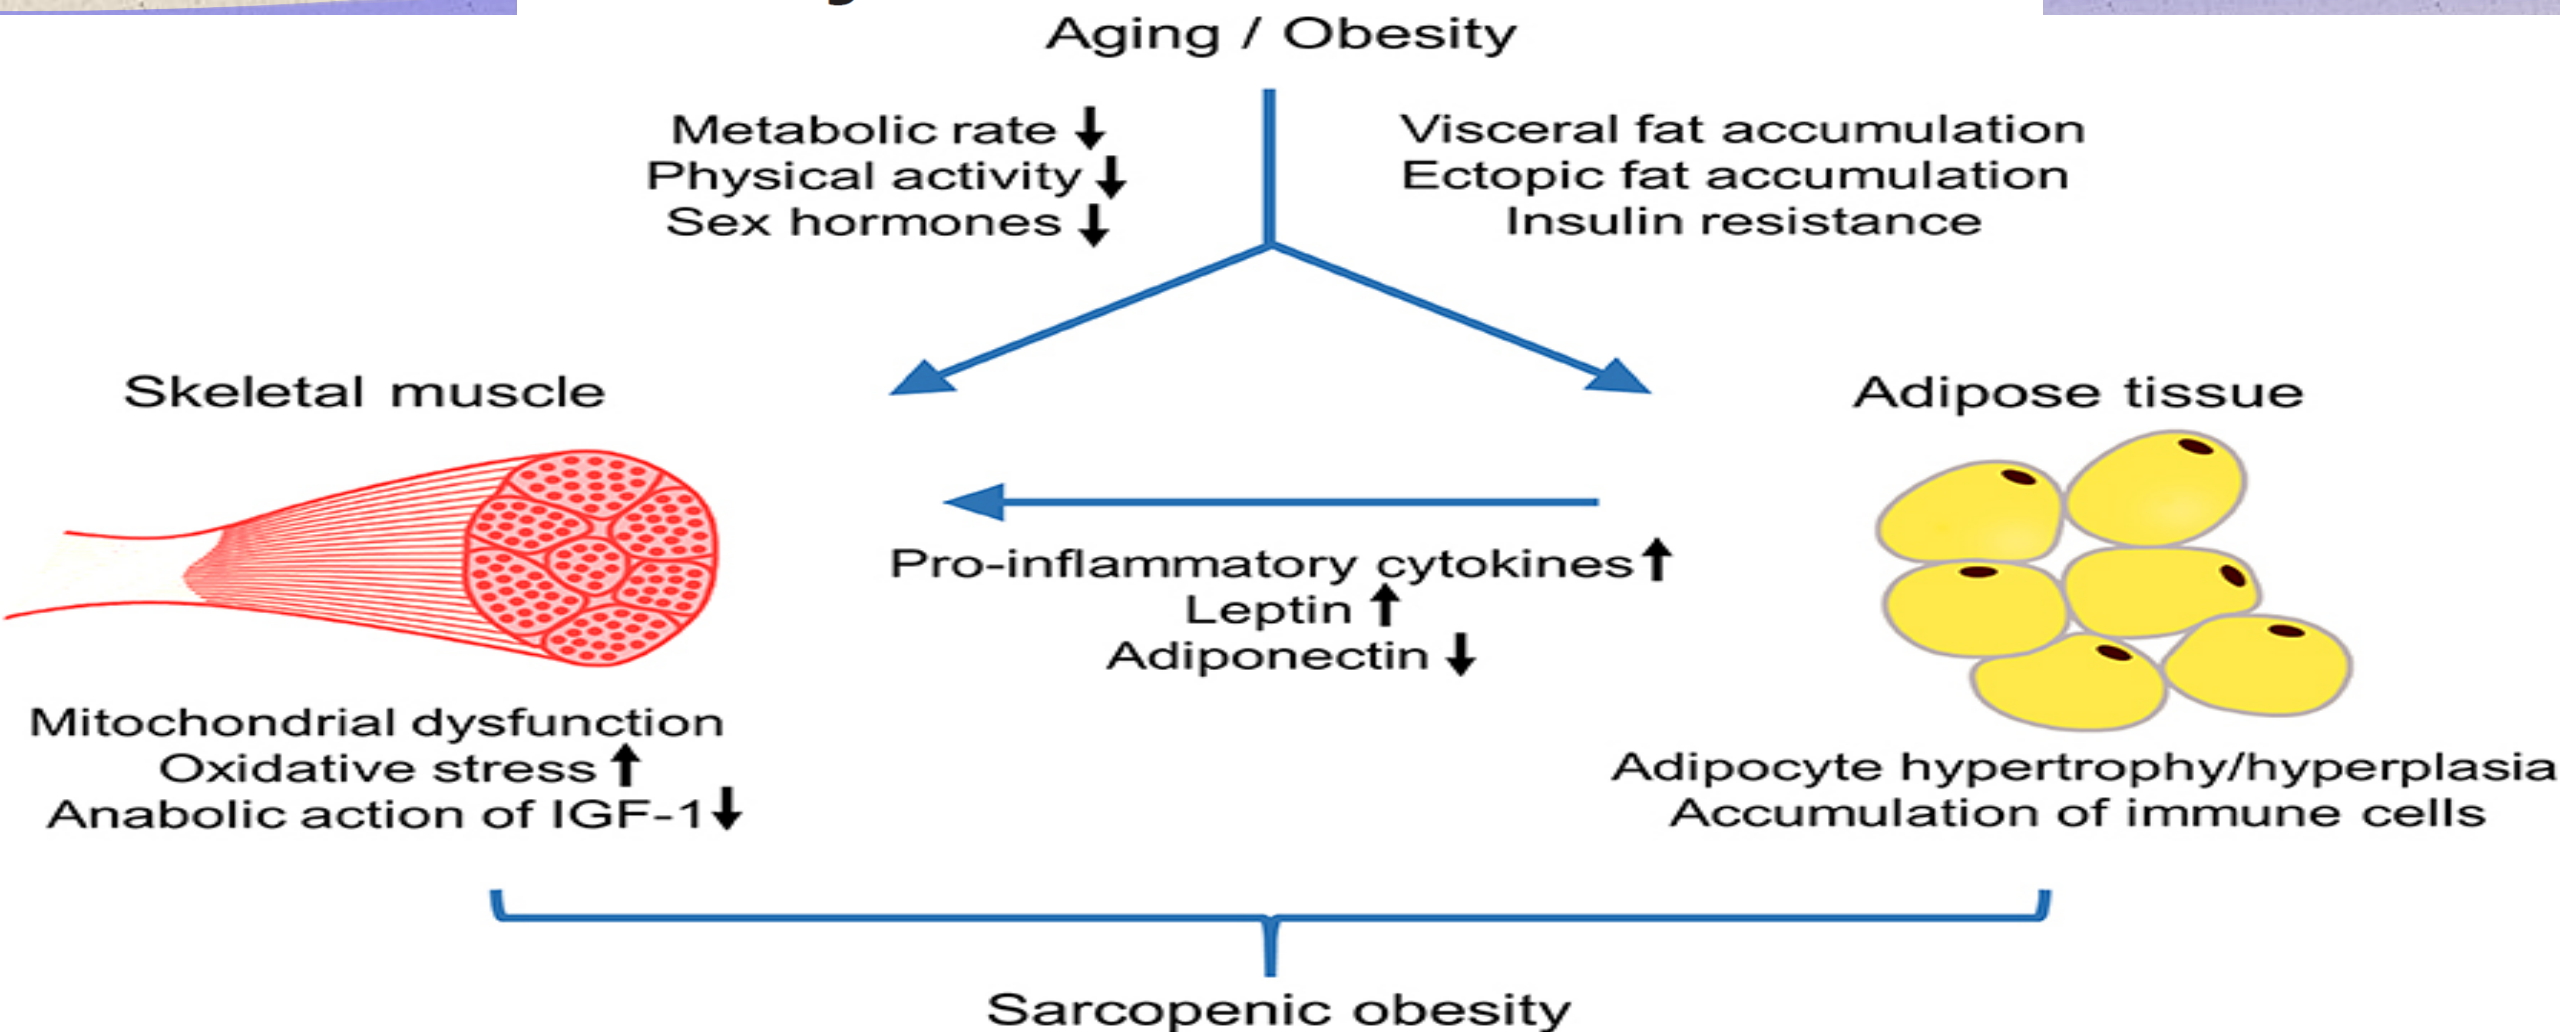 Aging / Obesity
Metabolic rate ↓
Physical activity ↓
Sex hormones ↓
Visceral fat accumulation
Ectopic fat accumulation
Insulin resistance
Skeletal muscle
Adipose tissue
Pro-inflammatory cytokines ↑
Leptin ↑
Adiponectin ↓
Mitochondrial dysfunction
Oxidative stress ↑
Anabolic action of IGF-1 ↓
Adipocyte hypertrophy/hyperplasia
Accumulation of immune cells
Sarcopenic obesity